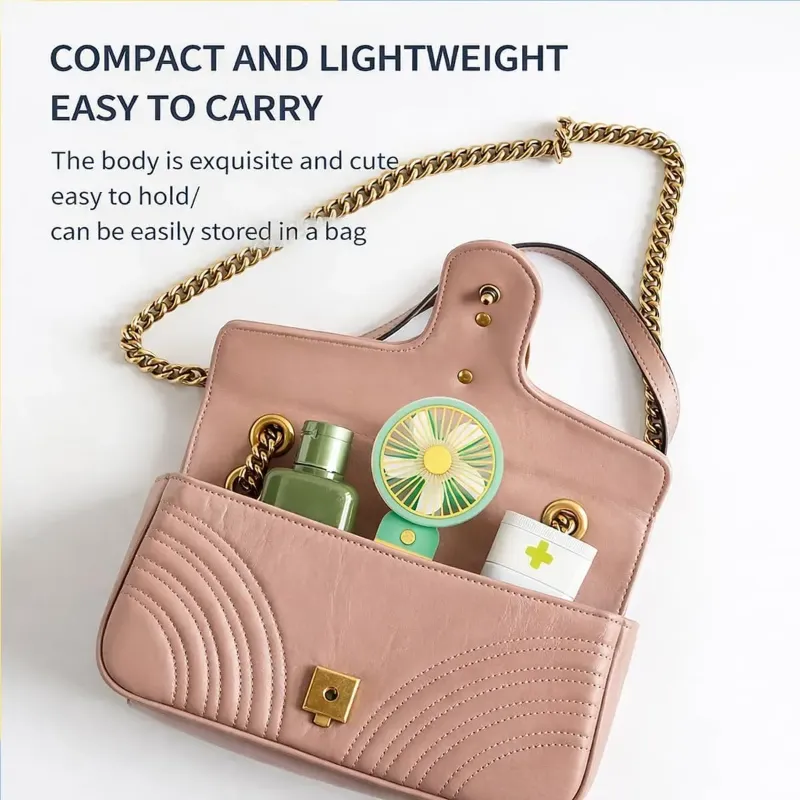 COMPACT AND LIGHTWEIGHT
EASY TO CARRY
The body is exquisite and cute
easy to hold/
can be easily stored in a bag